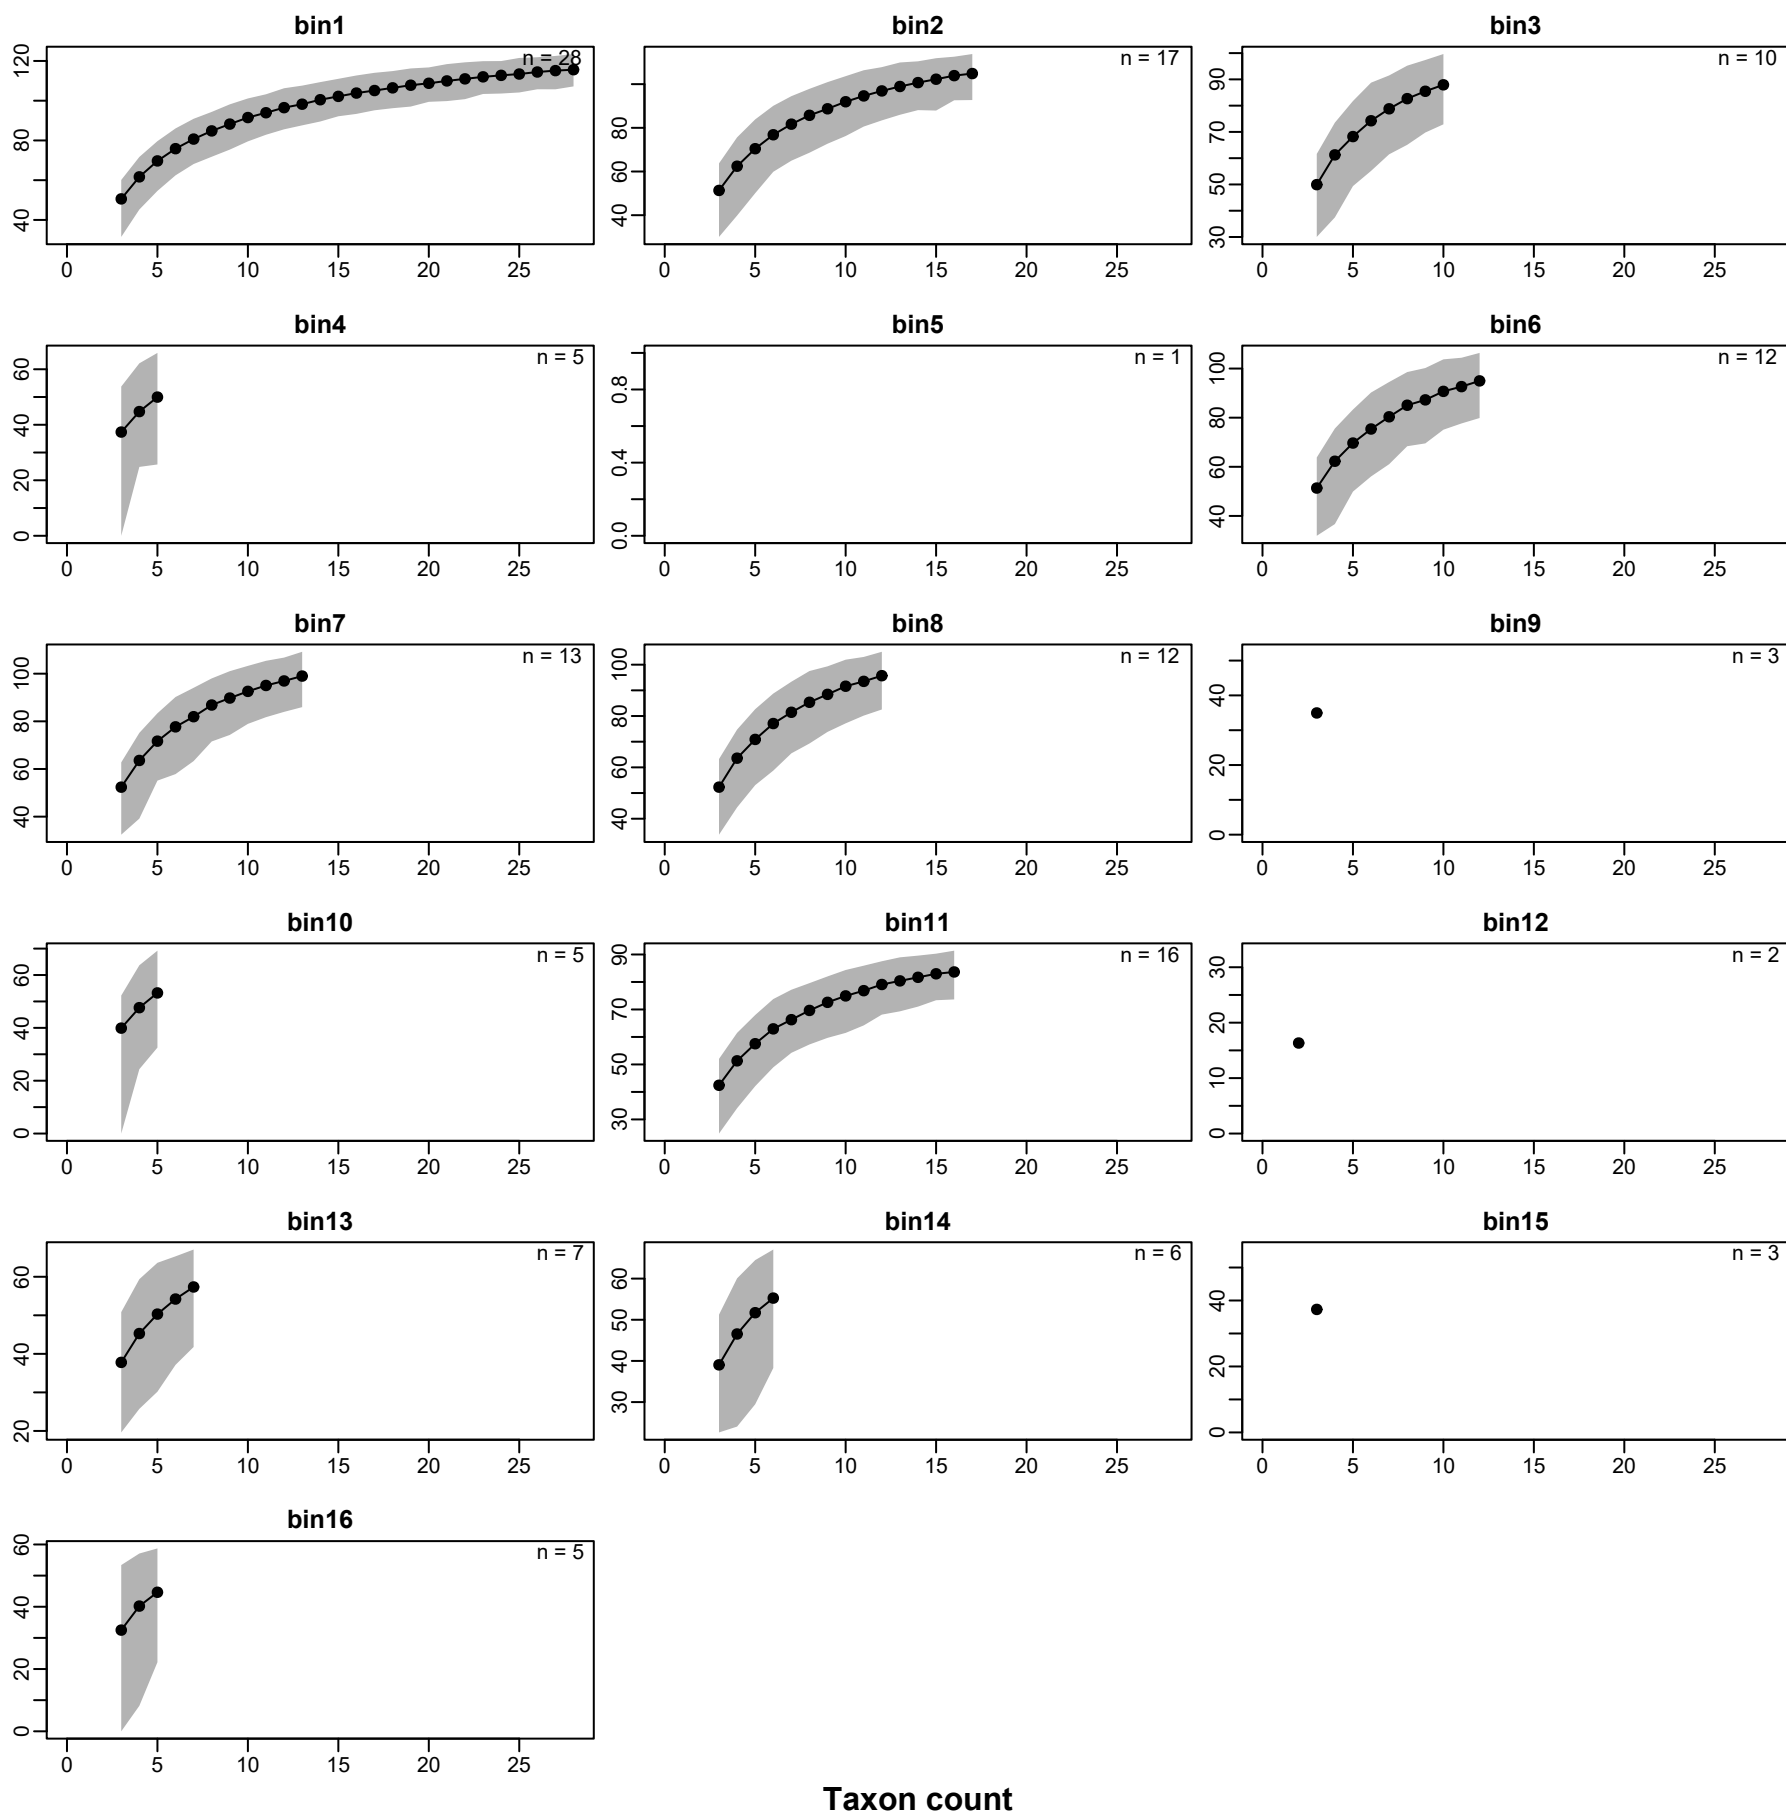 bin1
n = 28
40 80 120
0 5 10 15 20 25
bin2
n = 17
40 60 80
0 5 10 15 20 25
bin3
n = 10
30 50 70 90
0 5 10 15 20 25
bin4
n = 5
0 20 40 60
0 5 10 15 20 25
bin5
n = 1
0.0 0.4 0.8
0 5 10 15 20 25
bin6
n = 12
40 60 80 100
0 5 10 15 20 25
bin7
n = 13
40 60 80 100
0 5 10 15 20 25
bin8
n = 12
40 60 80 100
0 5 10 15 20 25
bin9
n = 3
0 20 40
0 5 10 15 20 25
bin10
n = 5
0 20 40 60
0 5 10 15 20 25
bin11
n = 16
30 50 70 90
0 5 10 15 20 25
bin12
n = 2
0 10 20 30
0 5 10 15 20 25
bin13
n = 7
20 40 60
0 5 10 15 20 25
bin14
n = 6
30 40 50 60
0 5 10 15 20 25
bin15
n = 3
0 20 40
0 5 10 15 20 25
bin16
n = 5
0 20 40 60
0 5 10 15 20 25
Taxon count